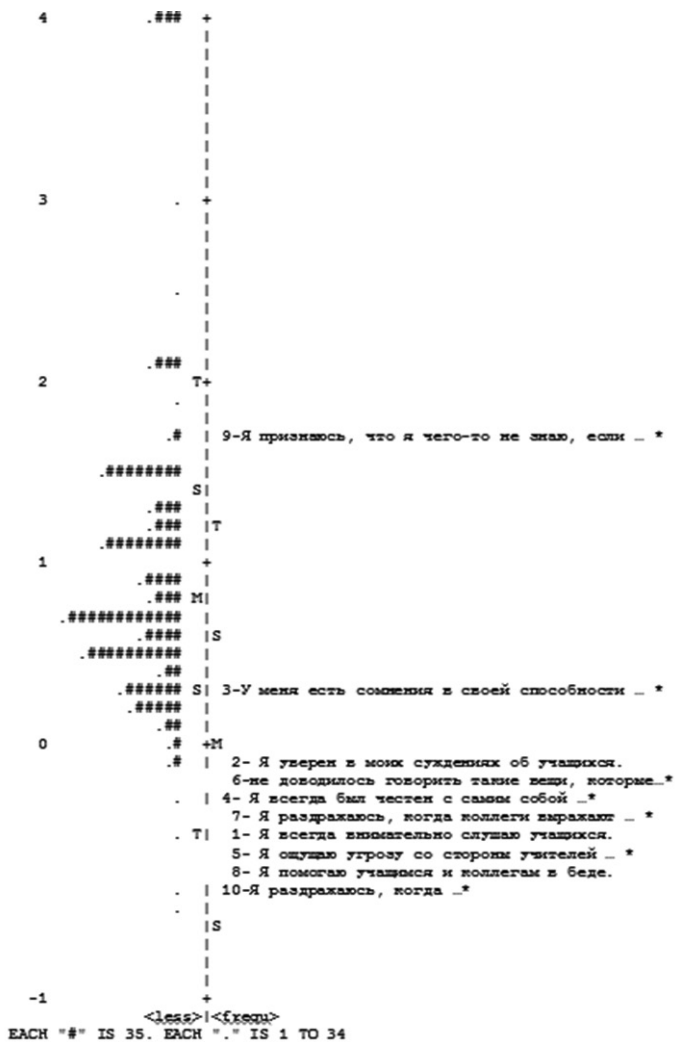 4 .### +
3 . +
.
.###
2 T+
.
.# | 9-Я признаюсь, что я чего-то не знаю, если … *
.########
S|
.###
.### |T
.########
1 +
.####
.### M|
.############
.#### |S
.##########
.##
.###### S| 3-У меня есть сомнения в своей способности … *
.#####
.##
0 .# +M
.# | 2- Я уверен в моих суждениях об учащихся.
6-не доводилось говорить такие вещи, которые…*
. | 4- Я всегда был честен с самим собой …*
7- Я раздражаюсь, когда коллеги выражают … *
. T| 1- Я всегда внимательно слушаю учащихся.
5- Я ощущаю угрозу со стороны учителей … *
8- Я помогаю учащимся и коллегам в беде.
. | 10-Я раздражаюсь, когда …*
.
|S
-1 +
<less>|<frequ>
EACH "#" IS 35. EACH "." IS 1 TO 34